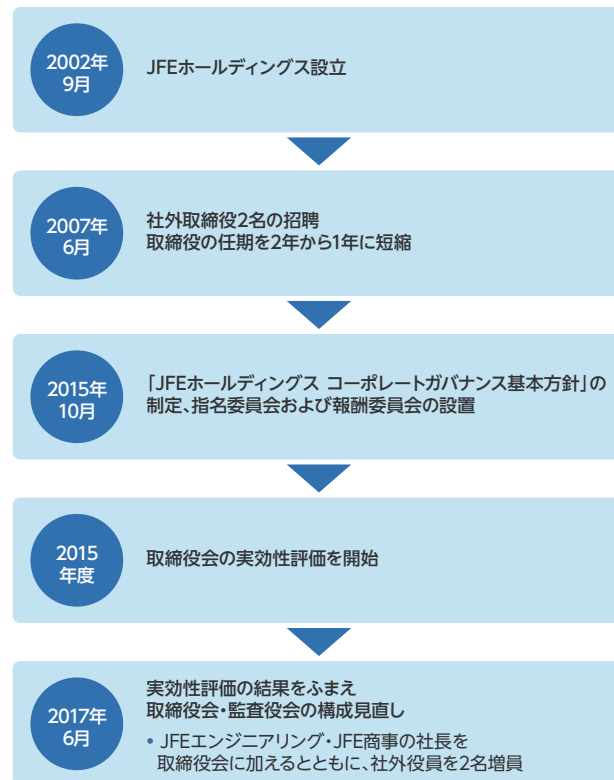 2002年
9月
JFEホールディングス設立
2007年
6月
社外取締役2名の招聘
取締役の任期を2年から1年に短縮
2015年
10月
「JFEホールディングス コーポレートガバナンス基本方針」の
制定、指名委員会および報酬委員会の設置
2015
年度
取締役会の実効性評価を開始
2017年
6月
実効性評価の結果をふまえ
取締役会・監査役会の構成見直し
• JFEエンジニアリング・JFE商事の社長を
取締役会に加えるとともに、社外役員を2名増員